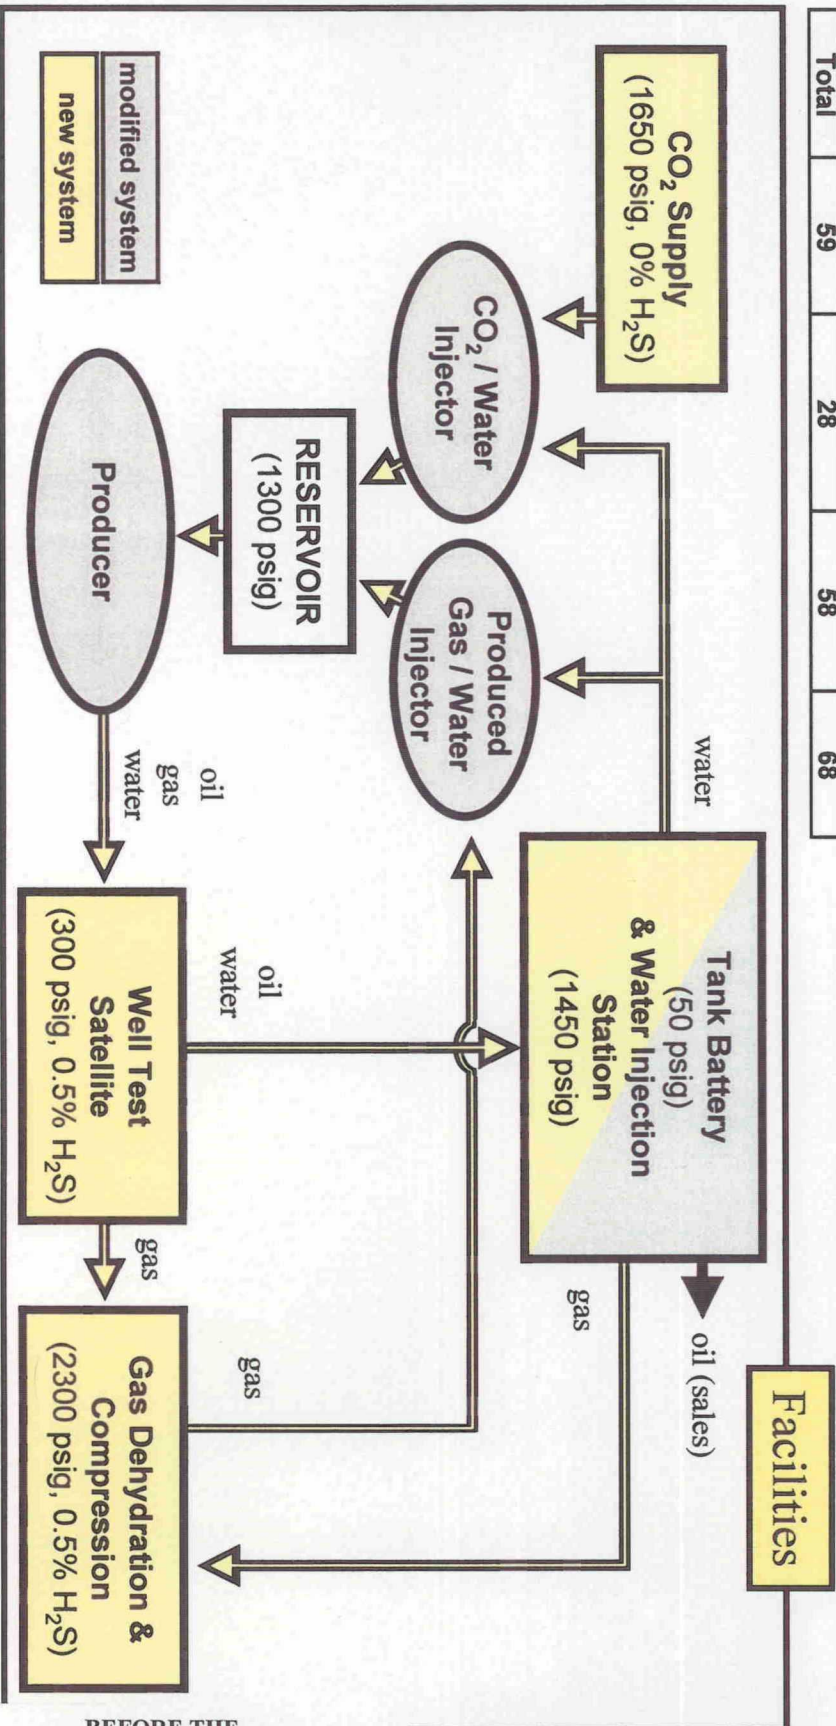 Total 59 28 58 68
Facilities
CO₂ Supply
(1650 psig, 0% H₂S)
water
Tank Battery
(50 psig)
& Water Injection
Station
(1450 psig)
oil (sales)
gas
CO₂ / Water
Injector
Produced
Gas / Water
Injector
RESERVOIR
(1300 psig)
oil
water
gas
oil
gas
water
gas
modified system
new system
Producer
Well Test
Satellite
(300 psig, 0.5% H₂S)
Gas Dehydration &
Compression
(2300 psig, 0.5% H₂S)
BEFORE THE